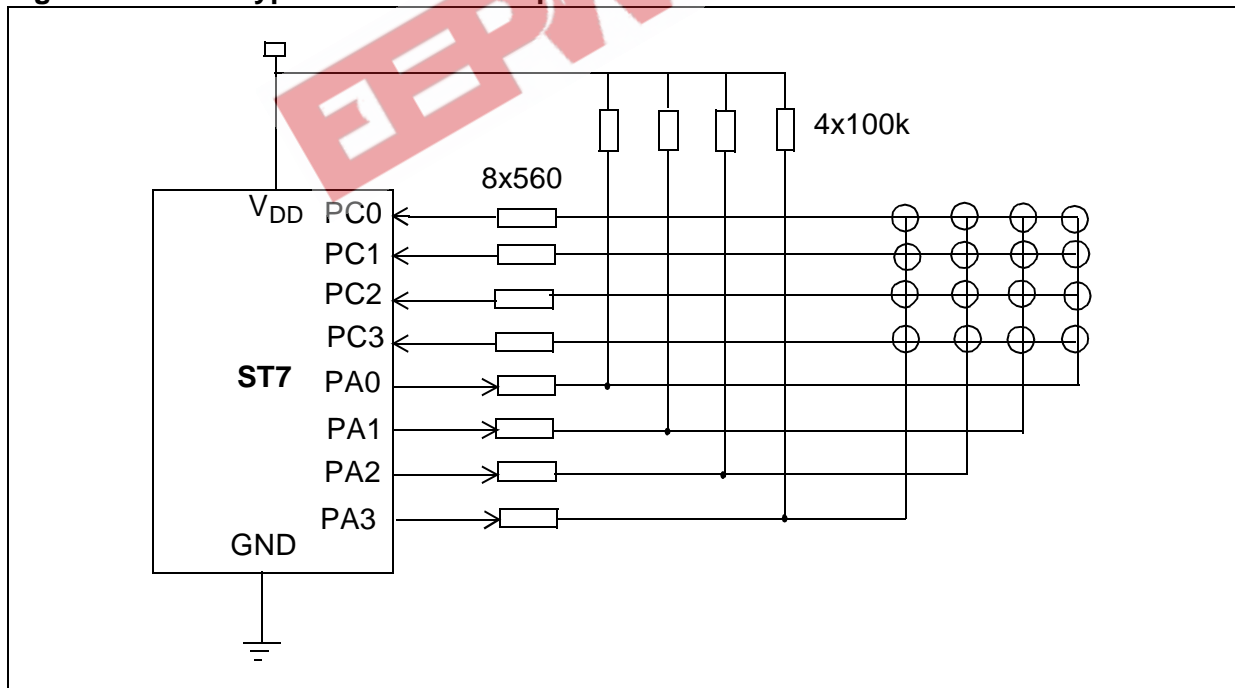 4x100k
8x560
VDD
PC0
PC1
PC2
PC3
ST7
PA0
PA1
PA2
PA3
GND